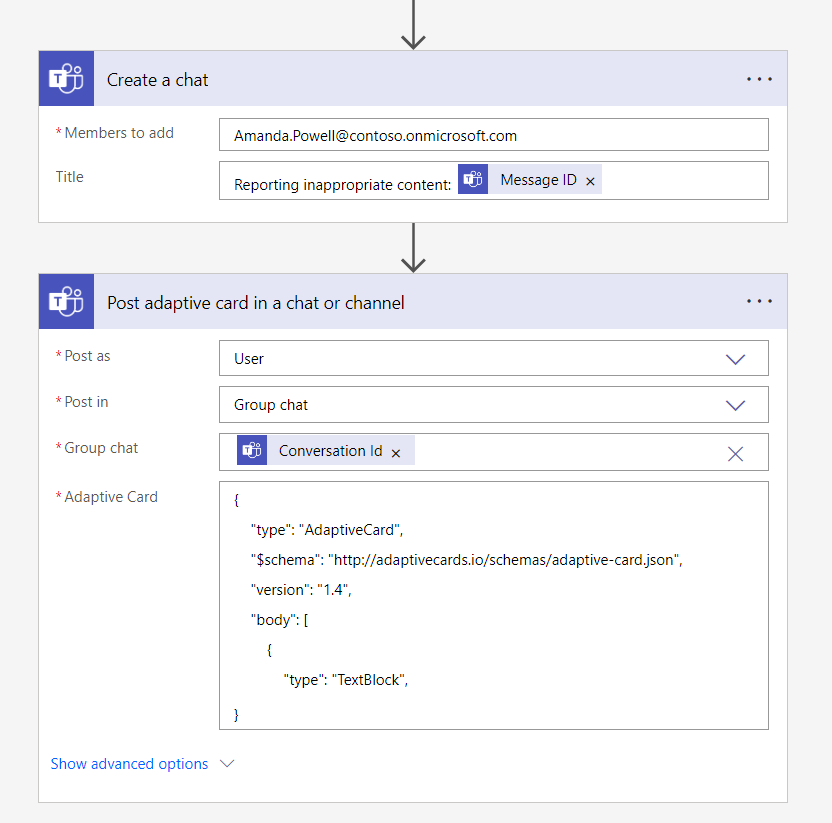 Create a chat
* Members to add
Amanda.Powell@contoso.onmicrosoft.com
Title
Reporting inappropriate content: Message ID ×
Post adaptive card in a chat or channel
* Post as
User
* Post in
Group chat
* Group chat
Conversation Id ×
* Adaptive Card
{
"type": "AdaptiveCard",
"$schema": "http://adaptivecards.io/schemas/adaptive-card.json",
"version": "1.4",
"body": [
{
"type": "TextBlock",
}
Show advanced options